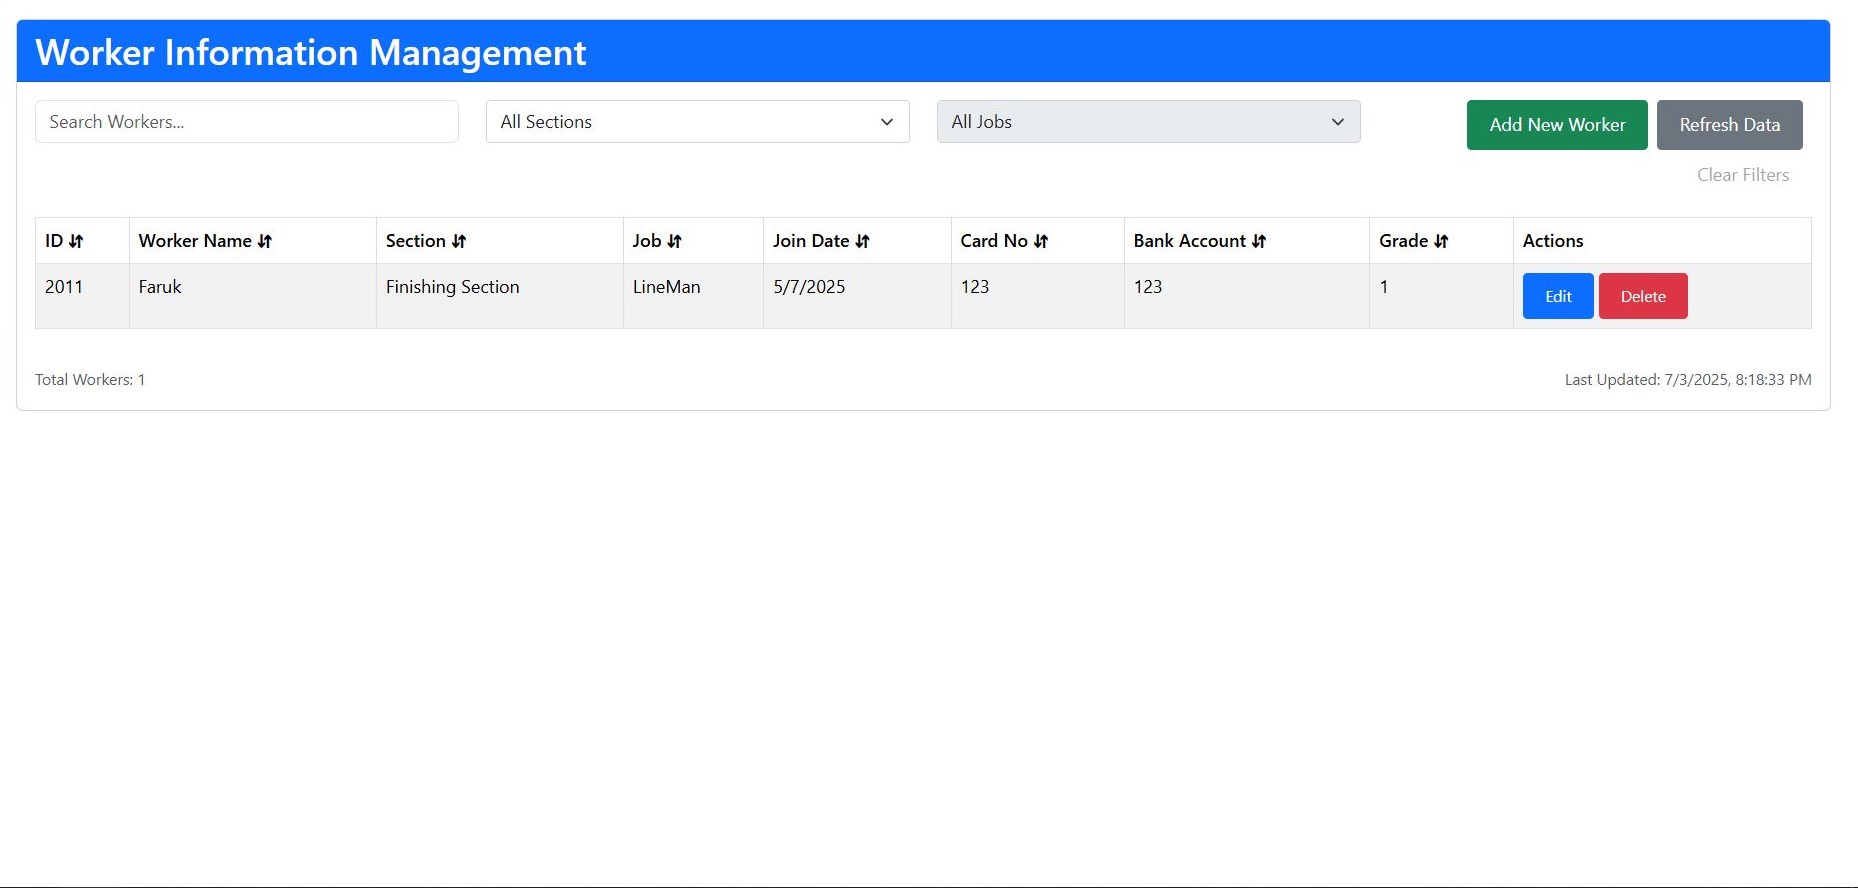 Worker Information Management
Search Workers... All Sections All Jobs Add New Worker Refresh Data
Clear Filters
ID Worker Name Section Job Join Date Card No Bank Account Grade Actions
2011 Faruk Finishing Section LineMan 5/7/2025 123 123 1 Edit Delete
Total Workers: 1 Last Updated: 7/3/2025, 8:18:33 PM